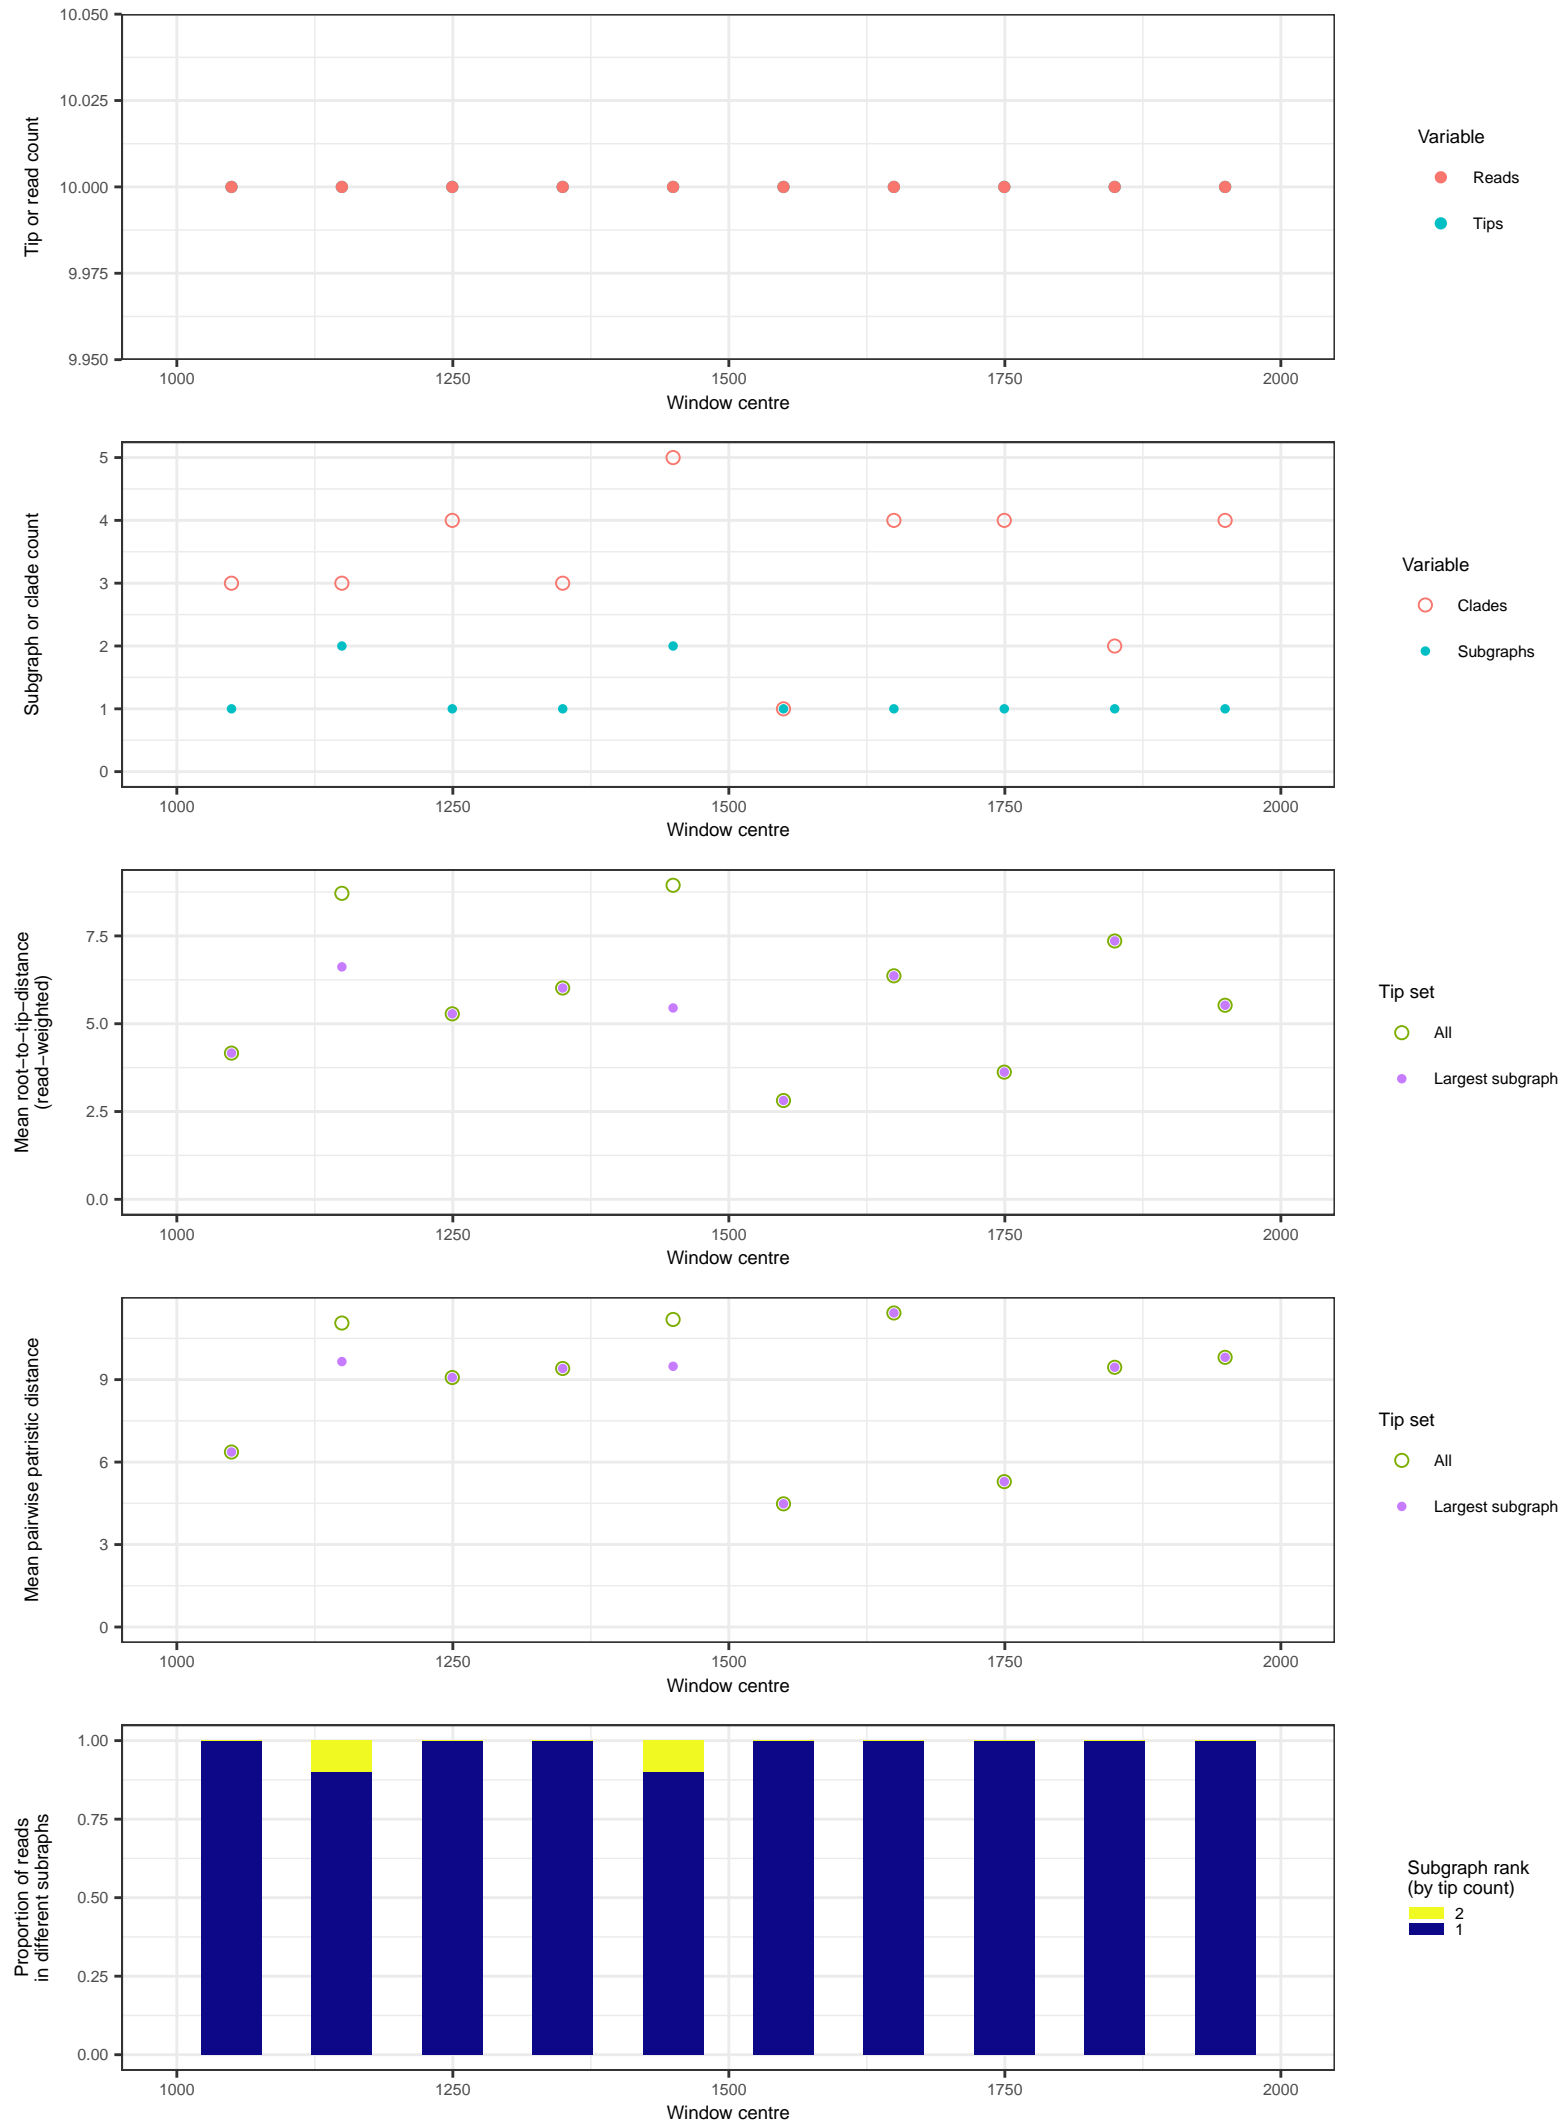 10.050
10.025
10.000
9.975
9.950
Tip or read count
1000 1250 1500 1750 2000
Window centre
Variable
Reads
Tips
5
4
3
2
1
0
Subgraph or clade count
1000 1250 1500 1750 2000
Window centre
Variable
Clades
Subgraphs
7.5
5.0
2.5
0.0
Mean root−to−tip−distance
(read−weighted)
1000 1250 1500 1750 2000
Window centre
Tip set
All
Largest subgraph
9
6
3
0
Mean pairwise patristic distance
1000 1250 1500 1750 2000
Window centre
Tip set
All
Largest subgraph
1.00
0.75
0.50
0.25
0.00
Proportion of reads
in different subraphs
1000 1250 1500 1750 2000
Window centre
Subgraph rank
(by tip count)
2
1